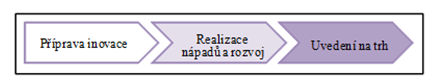 Příprava inovace
Realizace
nápadů a rozvoj
Uvedení na trh